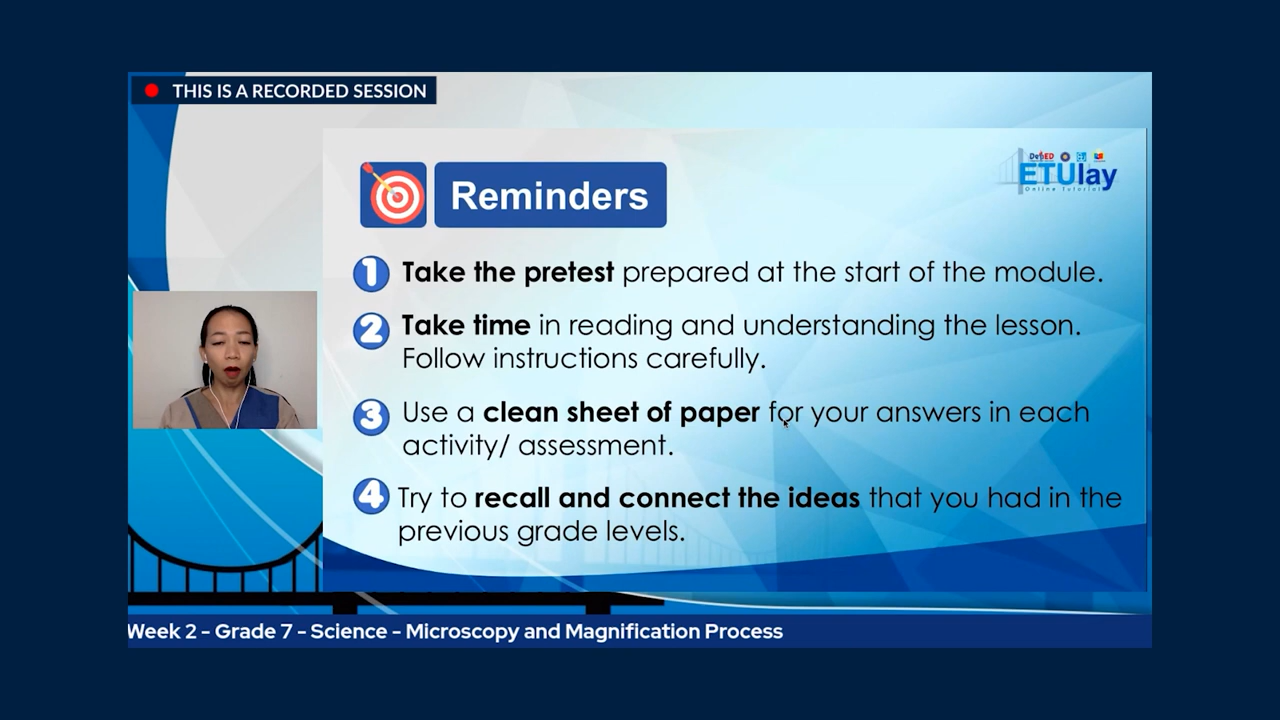 THIS IS A RECORDED SESSION
DepED
ETUlay
Online Tutorial
Reminders
1 Take the pretest prepared at the start of the module.
2 Take time in reading and understanding the lesson.
Follow instructions carefully.
3 Use a clean sheet of paper for your answers in each
activity/ assessment.
4 Try to recall and connect the ideas that you had in the
previous grade levels.
Week 2 - Grade 7 - Science - Microscopy and Magnification Process